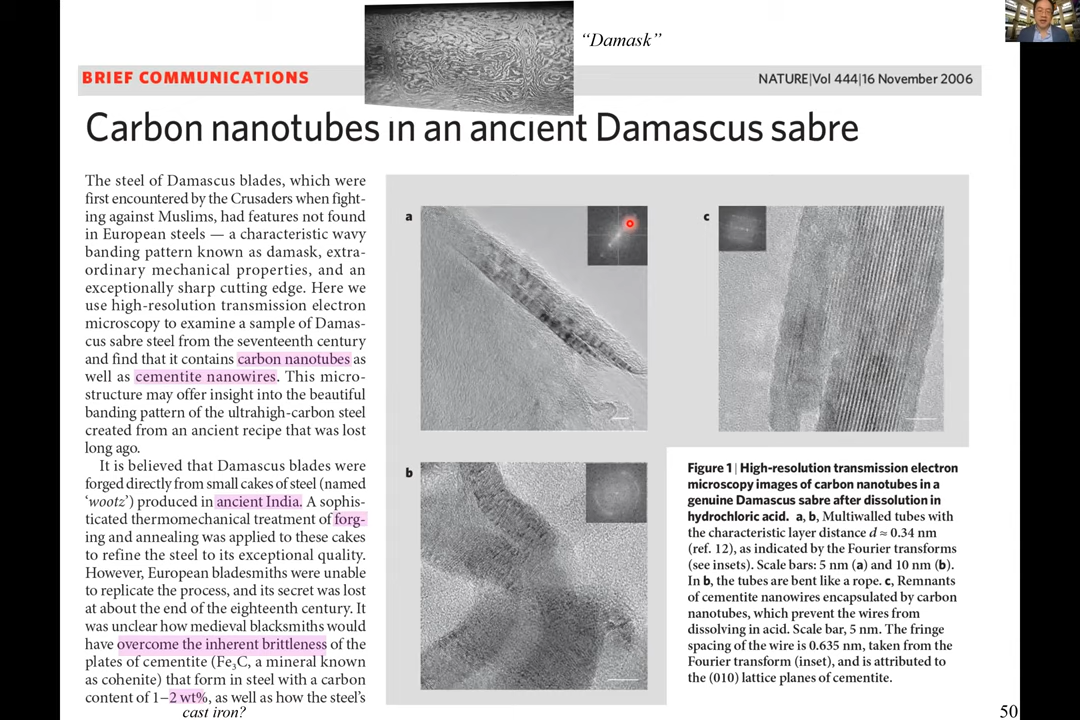 “Damask”
BRIEF COMMUNICATIONS
NATURE|Vol 444|16 November 2006
Carbon nanotubes in an ancient Damascus sabre
The steel of Damascus blades, which were
first encountered by the Crusaders when fight-
ing against Muslims, had features not found
in European steels — a characteristic wavy
banding pattern known as damask, extra-
ordinary mechanical properties, and an
exceptionally sharp cutting edge. Here we
use high-resolution transmission electron
microscopy to examine a sample of Damas-
cus sabre steel from the seventeenth century
and find that it contains carbon nanotubes as
well as cementite nanowires. This micro-
structure may offer insight into the beautiful
banding pattern of the ultrahigh-carbon steel
created from an ancient recipe that was lost
long ago.
It is believed that Damascus blades were
forged directly from small cakes of steel (named
‘wootz’) produced in ancient India. A sophis-
ticated thermomechanical treatment of forg-
ing and annealing was applied to these cakes
to refine the steel to its exceptional quality.
However, European bladesmiths were unable
to replicate the process, and its secret was lost
at about the end of the eighteenth century. It
was unclear how medieval blacksmiths would
have overcome the inherent brittleness of the
plates of cementite (Fe₃C, a mineral known
as cohenite) that form in steel with a carbon
content of 1–2 wt%, as well as how the steel’s
cast iron?
a
c
b
Figure 1 | High-resolution transmission electron
microscopy images of carbon nanotubes in a
genuine Damascus sabre after dissolution in
hydrochloric acid. a, b, Multiwalled tubes with
the characteristic layer distance d ≈ 0.34 nm
(ref. 12), as indicated by the Fourier transforms
(see insets). Scale bars: 5 nm (a) and 10 nm (b).
In b, the tubes are bent like a rope. c, Remnants
of cementite nanowires encapsulated by carbon
nanotubes, which prevent the wires from
dissolving in acid. Scale bar, 5 nm. The fringe
spacing of the wire is 0.635 nm, taken from the
Fourier transform (inset), and is attributed to
the (010) lattice planes of cementite.
50